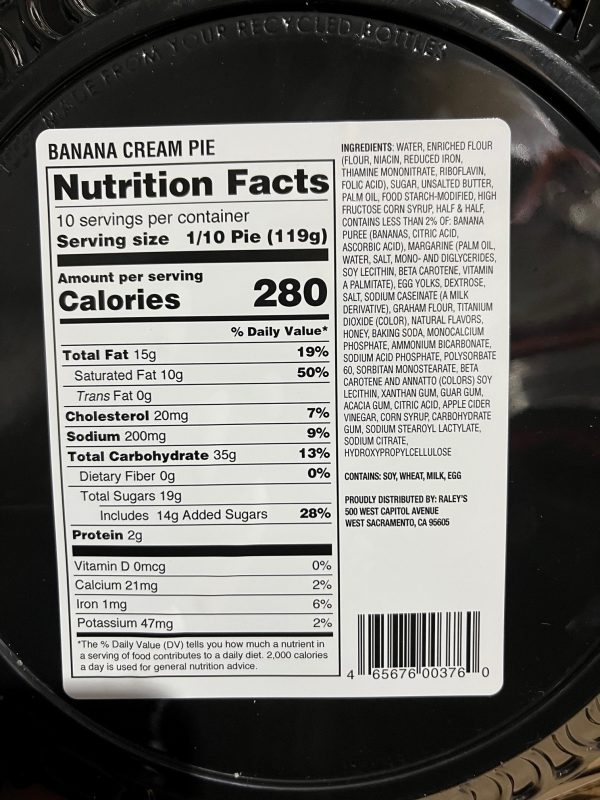 MADE FROM YOUR RECYCLED BOTTLES
BANANA CREAM PIE
Nutrition Facts
10 servings per container
Serving size 1/10 Pie (119g)
Amount per serving
Calories 280
% Daily Value*
Total Fat 15g 19%
Saturated Fat 10g 50%
Trans Fat 0g
Cholesterol 20mg 7%
Sodium 200mg 9%
Total Carbohydrate 35g 13%
Dietary Fiber 0g 0%
Total Sugars 19g
Includes 14g Added Sugars 28%
Protein 2g
Vitamin D 0mcg 0%
Calcium 21mg 2%
Iron 1mg 6%
Potassium 47mg 2%
*The % Daily Value (DV) tells you how much a nutrient in
a serving of food contributes to a daily diet. 2,000 calories
a day is used for general nutrition advice.
INGREDIENTS: WATER, ENRICHED FLOUR
(FLOUR, NIACIN, REDUCED IRON,
THIAMINE MONONITRATE, RIBOFLAVIN,
FOLIC ACID), SUGAR, UNSALTED BUTTER,
PALM OIL, FOOD STARCH-MODIFIED, HIGH
FRUCTOSE CORN SYRUP, HALF & HALF,
CONTAINS LESS THAN 2% OF: BANANA
PUREE (BANANAS, CITRIC ACID,
ASCORBIC ACID), MARGARINE (PALM OIL,
WATER, SALT, MONO- AND DIGLYCERIDES,
SOY LECITHIN, BETA CAROTENE, VITAMIN
A PALMITATE), EGG YOLKS, DEXTROSE,
SALT, SODIUM CASEINATE (A MILK
DERIVATIVE), GRAHAM FLOUR, TITANIUM
DIOXIDE (COLOR), NATURAL FLAVORS,
HONEY, BAKING SODA, MONOCALCIUM
PHOSPHATE, AMMONIUM BICARBONATE,
SODIUM ACID PHOSPHATE, POLYSORBATE
60, SORBITAN MONOSTEARATE, BETA
CAROTENE AND ANNATTO (COLORS) SOY
LECITHIN, XANTHAN GUM, GUAR GUM,
ACACIA GUM, CITRIC ACID, APPLE CIDER
VINEGAR, CORN SYRUP, CARBOHYDRATE
GUM, SODIUM STEAROYL LACTYLATE,
SODIUM CITRATE,
HYDROXYPROPYLCELLULOSE
CONTAINS: SOY, WHEAT, MILK, EGG
PROUDLY DISTRIBUTED BY: RALEY'S
500 WEST CAPITOL AVENUE
WEST SACRAMENTO, CA 95605
4 65676 00376 0